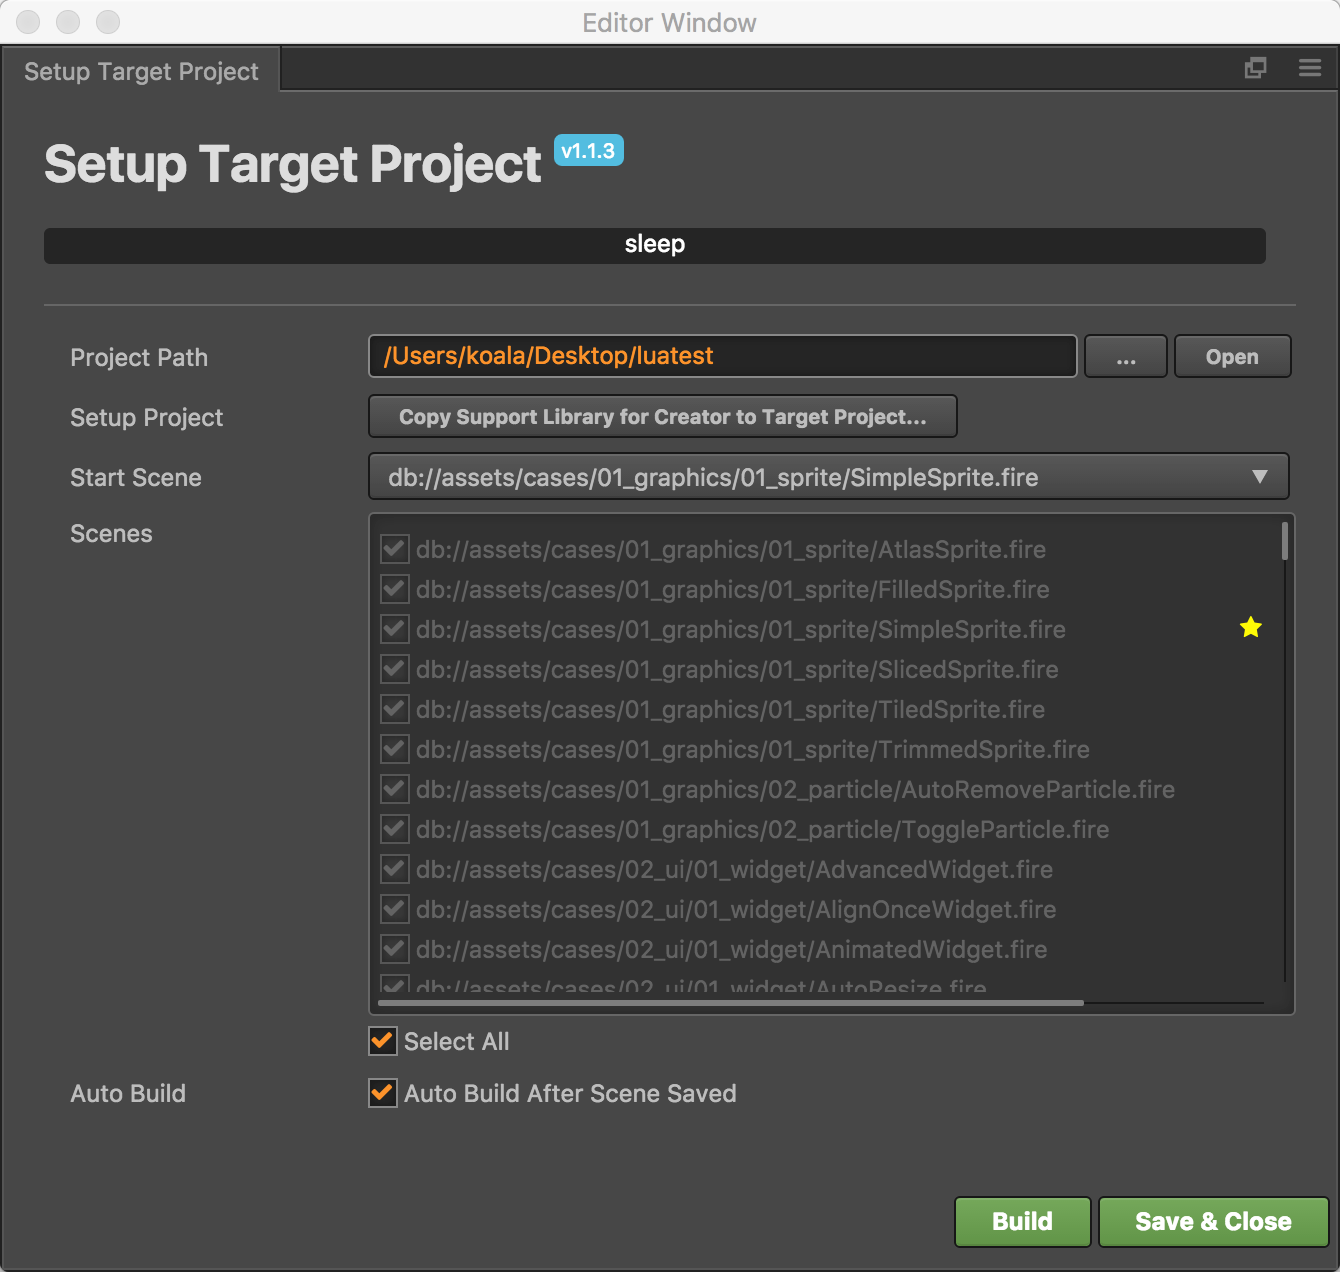 Editor Window
Setup Target Project
Setup Target Project v1.1.3
sleep
Project Path /Users/koala/Desktop/luatest ... Open
Setup Project Copy Support Library for Creator to Target Project...
Start Scene db://assets/cases/01_graphics/01_sprite/SimpleSprite.fire
Scenes
db://assets/cases/01_graphics/01_sprite/AtlasSprite.fire
db://assets/cases/01_graphics/01_sprite/FilledSprite.fire
db://assets/cases/01_graphics/01_sprite/SimpleSprite.fire
db://assets/cases/01_graphics/01_sprite/SlicedSprite.fire
db://assets/cases/01_graphics/01_sprite/TiledSprite.fire
db://assets/cases/01_graphics/01_sprite/TrimmedSprite.fire
db://assets/cases/01_graphics/02_particle/AutoRemoveParticle.fire
db://assets/cases/01_graphics/02_particle/ToggleParticle.fire
db://assets/cases/02_ui/01_widget/AdvancedWidget.fire
db://assets/cases/02_ui/01_widget/AlignOnceWidget.fire
db://assets/cases/02_ui/01_widget/AnimatedWidget.fire
db://assets/cases/02_ui/01_widget/AutoResize.fire
Select All
Auto Build Auto Build After Scene Saved
Build Save & Close